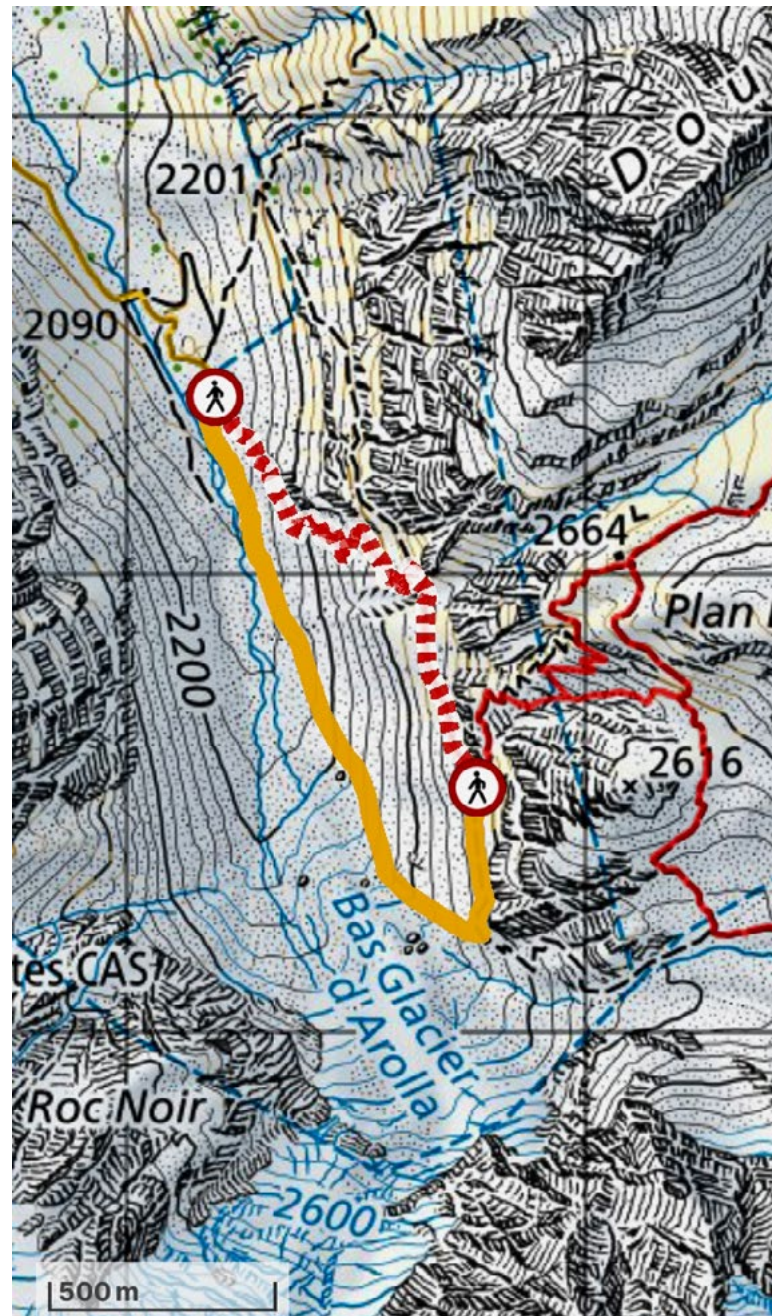 Dou
2201
2090
2664
Plan
2200
2616
Bas Glacier
d'Arolla
tes CAS
Roc Noir
2600
500 m